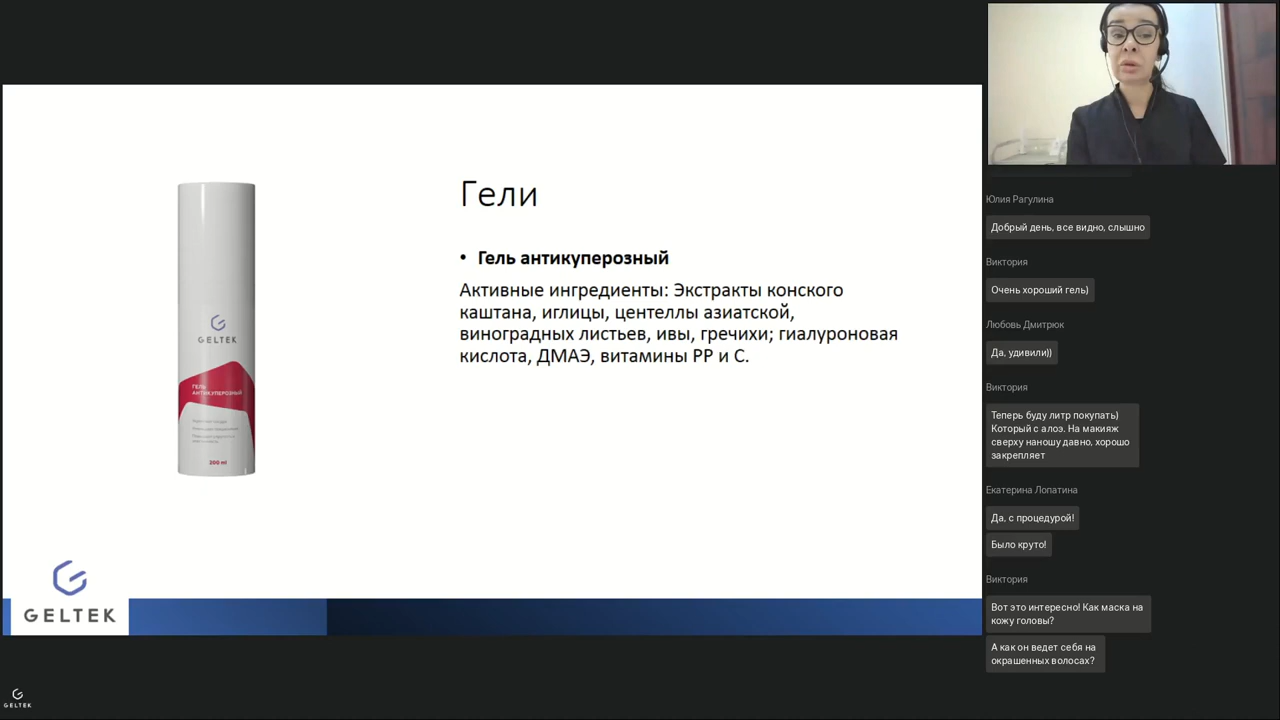 Гели
• Гель антикуперозный
Активные ингредиенты: Экстракты конского
каштана, иглицы, центеллы азиатской,
виноградных листьев, ивы, гречихи; гиалуроновая
кислота, ДМАЭ, витамины РР и С.
GELTEK
ГЕЛЬ
АНТИКУПЕРОЗНЫЙ
200 ml
GELTEK
GELTEK
Юлия Рагулина
Добрый день, все видно, слышно
Виктория
Очень хороший гель)
Любовь Дмитрюк
Да, удивили))
Виктория
Теперь буду литр покупать)
Который с алоэ. На макияж
сверху наношу давно, хорошо
закрепляет
Екатерина Лопатина
Да, с процедурой!
Было круто!
Виктория
Вот это интересно! Как маска на
кожу головы?
А как он ведет себя на
окрашенных волосах?